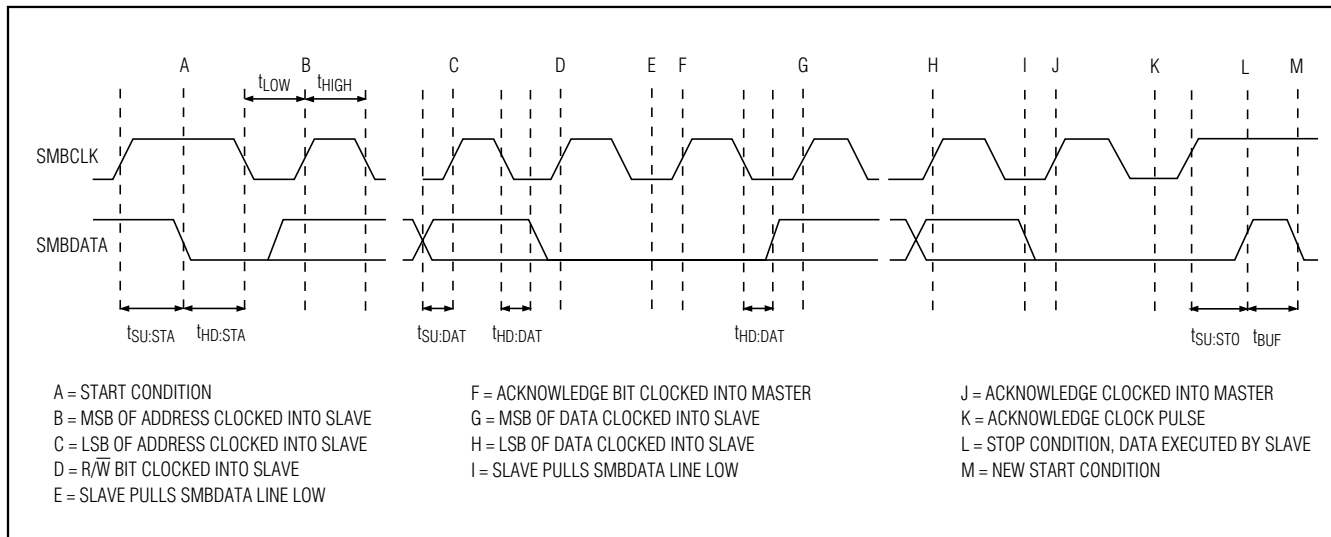 A B C D E F G H I J K L M
tLOW tHIGH
SMBCLK
SMBDATA
tSU:STA tHD:STA tSU:DAT tHD:DAT tHD:DAT tSU:STO tBUF
A = START CONDITION
B = MSB OF ADDRESS CLOCKED INTO SLAVE
C = LSB OF ADDRESS CLOCKED INTO SLAVE
D = R/W̅ BIT CLOCKED INTO SLAVE
E = SLAVE PULLS SMBDATA LINE LOW
F = ACKNOWLEDGE BIT CLOCKED INTO MASTER
G = MSB OF DATA CLOCKED INTO SLAVE
H = LSB OF DATA CLOCKED INTO SLAVE
I = SLAVE PULLS SMBDATA LINE LOW
J = ACKNOWLEDGE CLOCKED INTO MASTER
K = ACKNOWLEDGE CLOCK PULSE
L = STOP CONDITION, DATA EXECUTED BY SLAVE
M = NEW START CONDITION